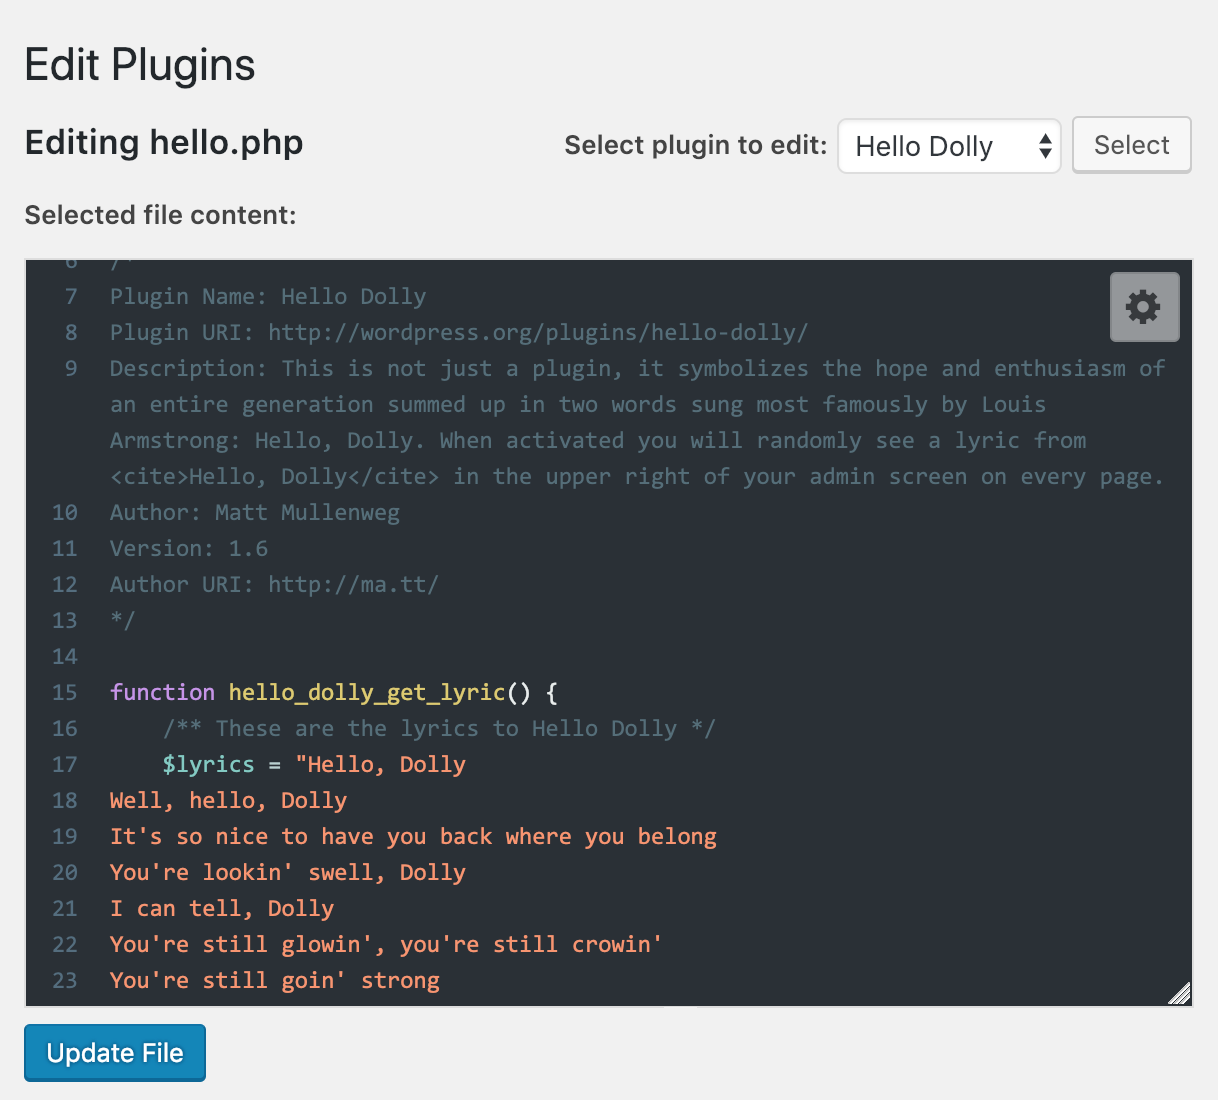 Edit Plugins
Editing hello.php
Select plugin to edit: Hello Dolly Select
Selected file content:
6 /*
7 Plugin Name: Hello Dolly
8 Plugin URI: http://wordpress.org/plugins/hello-dolly/
9 Description: This is not just a plugin, it symbolizes the hope and enthusiasm of
an entire generation summed up in two words sung most famously by Louis
Armstrong: Hello, Dolly. When activated you will randomly see a lyric from
<cite>Hello, Dolly</cite> in the upper right of your admin screen on every page.
10 Author: Matt Mullenweg
11 Version: 1.6
12 Author URI: http://ma.tt/
13 */
14
15 function hello_dolly_get_lyric() {
16 /** These are the lyrics to Hello Dolly */
17 $lyrics = "Hello, Dolly
18 Well, hello, Dolly
19 It's so nice to have you back where you belong
20 You're lookin' swell, Dolly
21 I can tell, Dolly
22 You're still glowin', you're still crowin'
23 You're still goin' strong
Update File